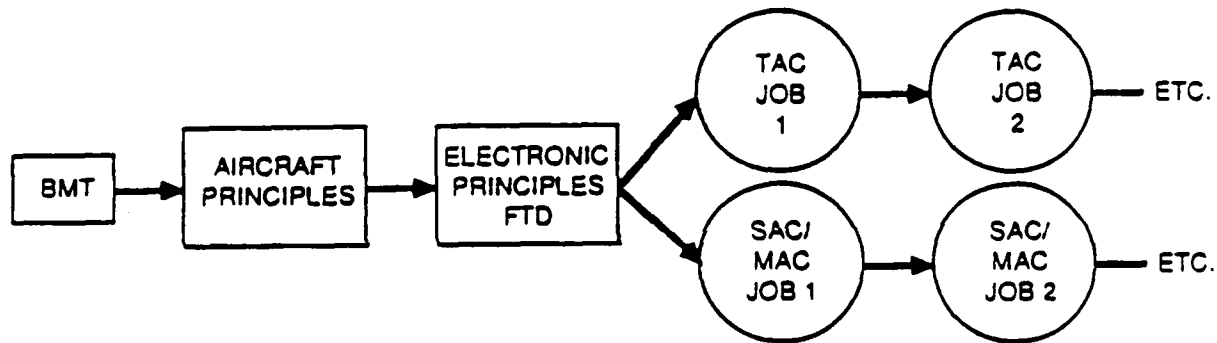 BMT
AIRCRAFT
PRINCIPLES
ELECTRONIC
PRINCIPLES
FTD
TAC
JOB
1
TAC
JOB
2
ETC.
SAC/
MAC
JOB 1
SAC/
MAC
JOB 2
ETC.